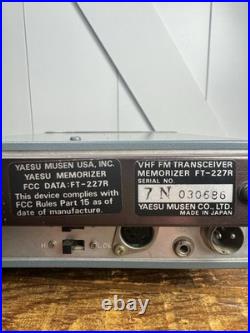 YAESU MUSEN USA, INC.
YAESU MEMORIZER
FCC DATA: FT-227R
This device complies with
FCC Rules Part 15 as of
date of manufacture.
VHF FM TRANSCEIVER
MEMORIZER FT-227R
SERIAL NO.
7N 030686
YAESU MUSEN CO., LTD.
MADE IN JAPAN
H
LOW